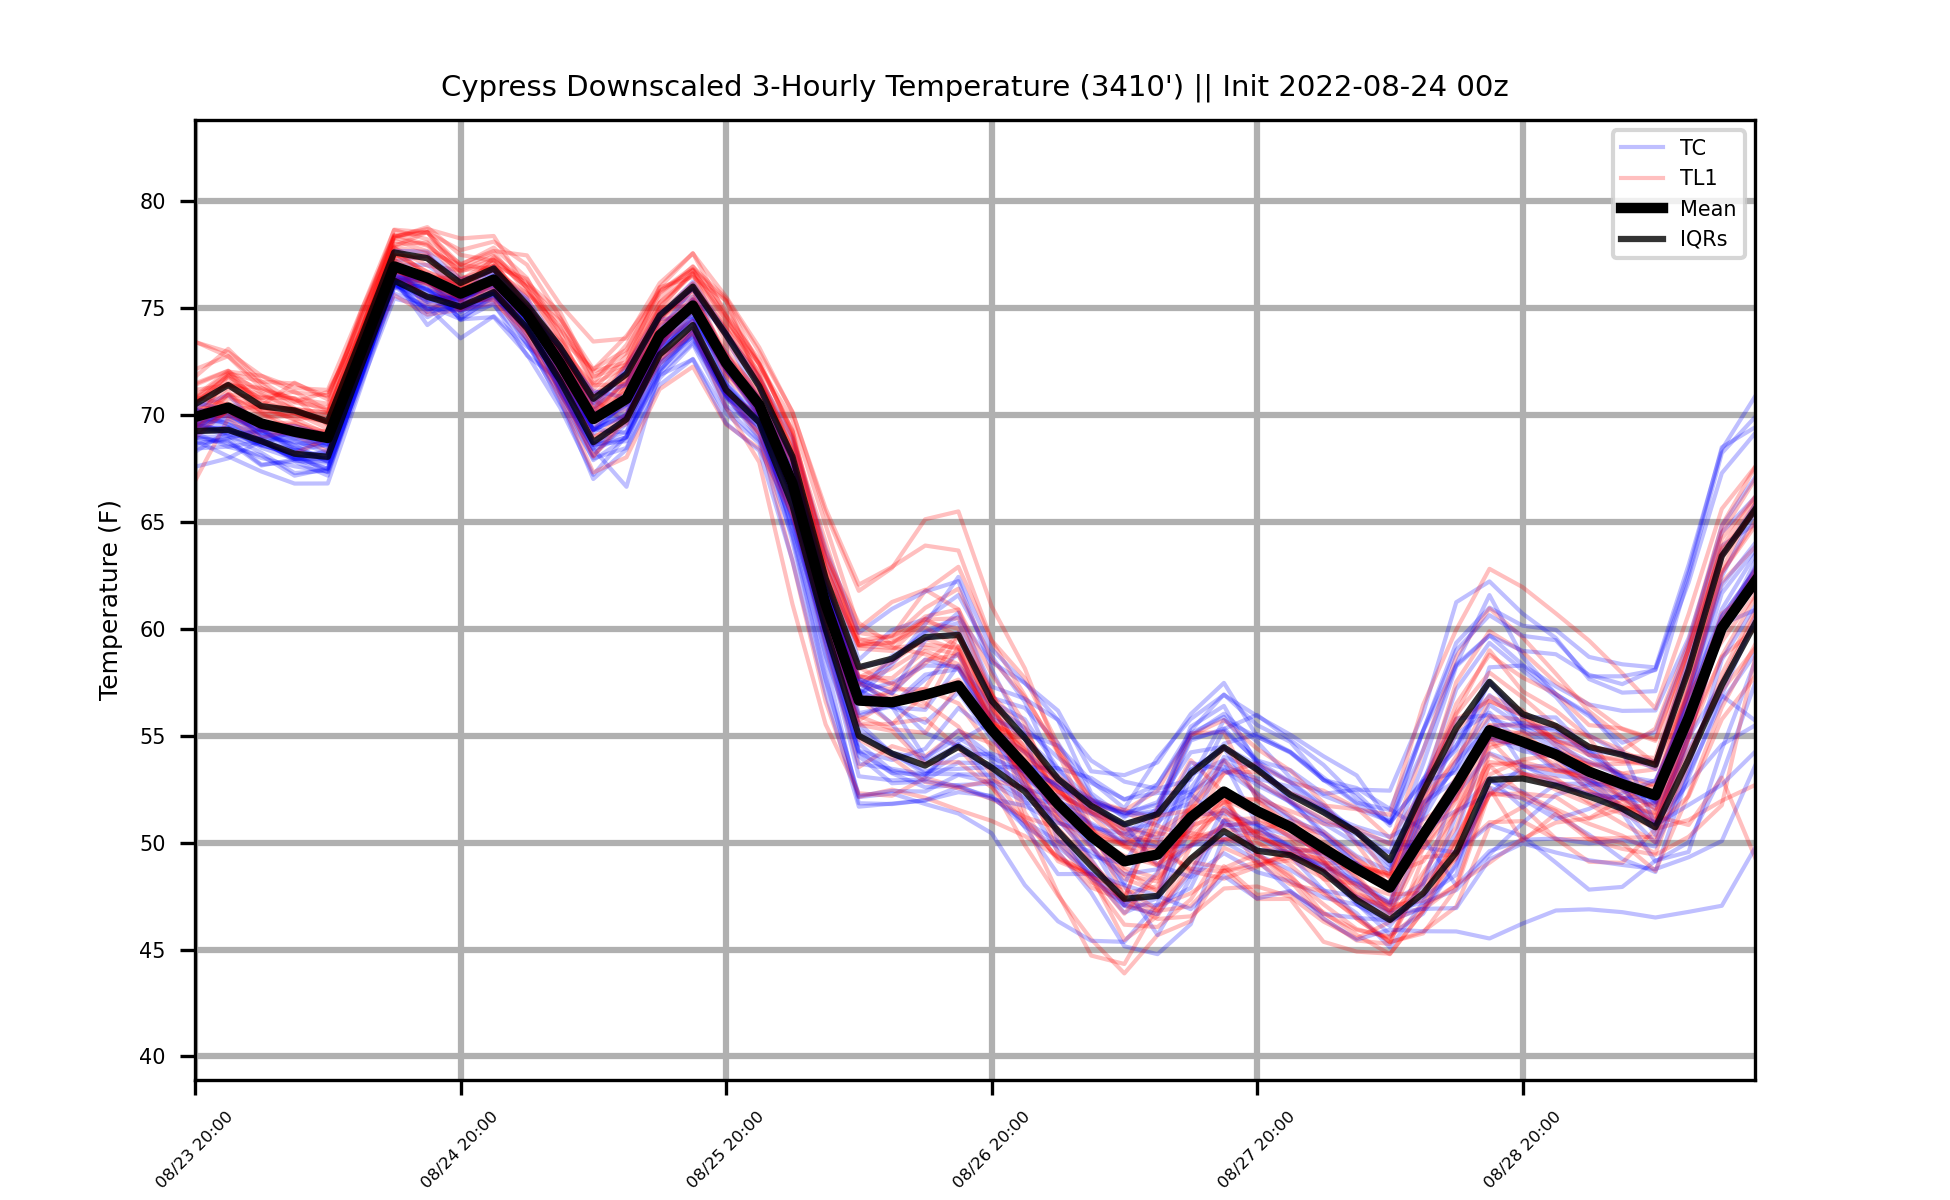 Cypress Downscaled 3-Hourly Temperature (3410') || Init 2022-08-24 00z
TC
TL1
Mean
IQRs
Temperature (F)
80
75
70
65
60
55
50
45
40
08/23 20:00
08/24 20:00
08/25 20:00
08/26 20:00
08/27 20:00
08/28 20:00